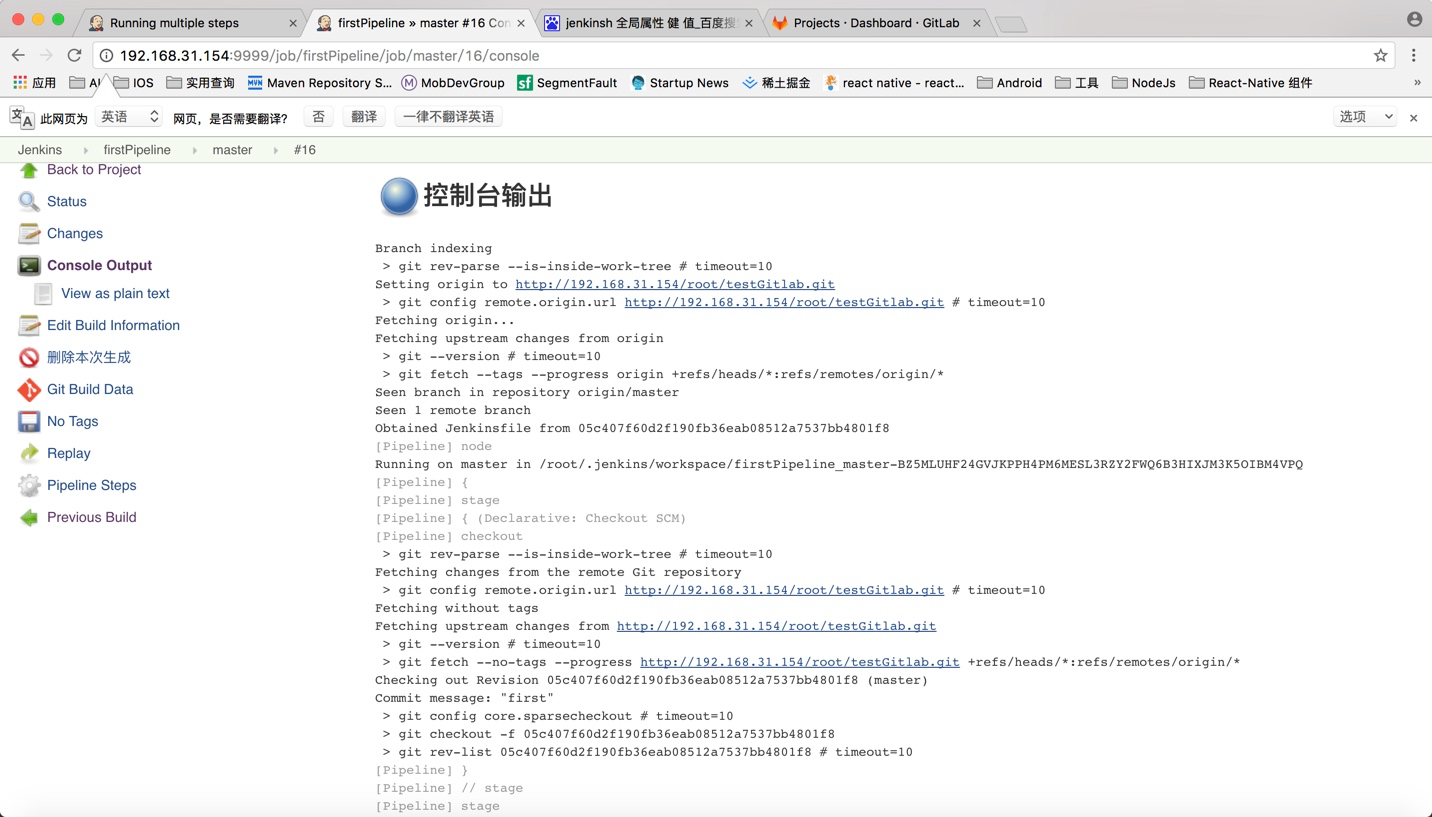 Running multiple steps
firstPipeline » master #16 Con
jenkinsh 全局属性 健 值_百度搜
Projects · Dashboard · GitLab
192.168.31.154:9999/job/firstPipeline/job/master/16/console
应用
IOS
实用查询
Maven Repository S...
MobDevGroup
SegmentFault
Startup News
稀土掘金
react native - react...
Android
工具
NodeJs
React-Native 组件
»
此网页为
英语
网页，是否需要翻译？
否
翻译
一律不翻译英语
选项
Jenkins
firstPipeline
master
#16
Back to Project
Status
Changes
Console Output
View as plain text
Edit Build Information
删除本次生成
Git Build Data
No Tags
Replay
Pipeline Steps
Previous Build
控制台输出
Branch indexing
 > git rev-parse --is-inside-work-tree # timeout=10
Setting origin to http://192.168.31.154/root/testGitlab.git
 > git config remote.origin.url http://192.168.31.154/root/testGitlab.git # timeout=10
Fetching origin...
Fetching upstream changes from origin
 > git --version # timeout=10
 > git fetch --tags --progress origin +refs/heads/*:refs/remotes/origin/*
Seen branch in repository origin/master
Seen 1 remote branch
Obtained Jenkinsfile from 05c407f60d2f190fb36eab08512a7537bb4801f8
[Pipeline] node
Running on master in /root/.jenkins/workspace/firstPipeline_master-BZ5MLUHF24GVJKPPH4PM6MESL3RZY2FWQ6B3HIXJM3K5OIBM4VPQ
[Pipeline] {
[Pipeline] stage
[Pipeline] { (Declarative: Checkout SCM)
[Pipeline] checkout
 > git rev-parse --is-inside-work-tree # timeout=10
Fetching changes from the remote Git repository
 > git config remote.origin.url http://192.168.31.154/root/testGitlab.git # timeout=10
Fetching without tags
Fetching upstream changes from http://192.168.31.154/root/testGitlab.git
 > git --version # timeout=10
 > git fetch --no-tags --progress http://192.168.31.154/root/testGitlab.git +refs/heads/*:refs/remotes/origin/*
Checking out Revision 05c407f60d2f190fb36eab08512a7537bb4801f8 (master)
Commit message: "first"
 > git config core.sparsecheckout # timeout=10
 > git checkout -f 05c407f60d2f190fb36eab08512a7537bb4801f8
 > git rev-list 05c407f60d2f190fb36eab08512a7537bb4801f8 # timeout=10
[Pipeline] }
[Pipeline] // stage
[Pipeline] stage